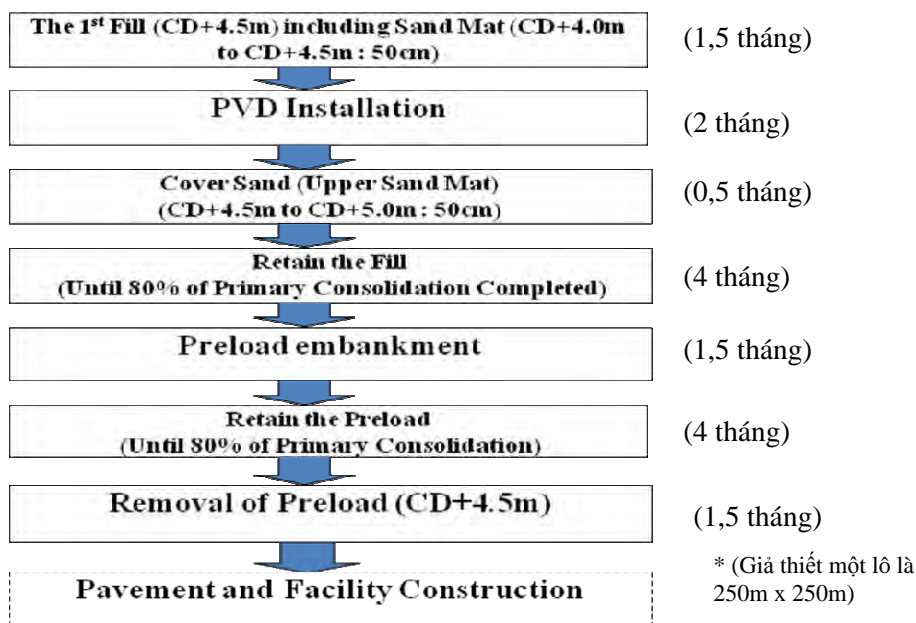 The 1st Fill (CD+4.5m) including Sand Mat (CD+4.0m
to CD+4.5m : 50cm)
(1,5 tháng)
PVD Installation
(2 tháng)
Cover Sand (Upper Sand Mat)
(CD+4.5m to CD+5.0m : 50cm)
(0,5 tháng)
Retain the Fill
(Until 80% of Primary Consolidation Completed)
(4 tháng)
Preload embankment
(1,5 tháng)
Retain the Preload
(Until 80% of Primary Consolidation)
(4 tháng)
Removal of Preload (CD+4.5m)
(1,5 tháng)
* (Giả thiết một lô là
250m x 250m)
Pavement and Facility Construction